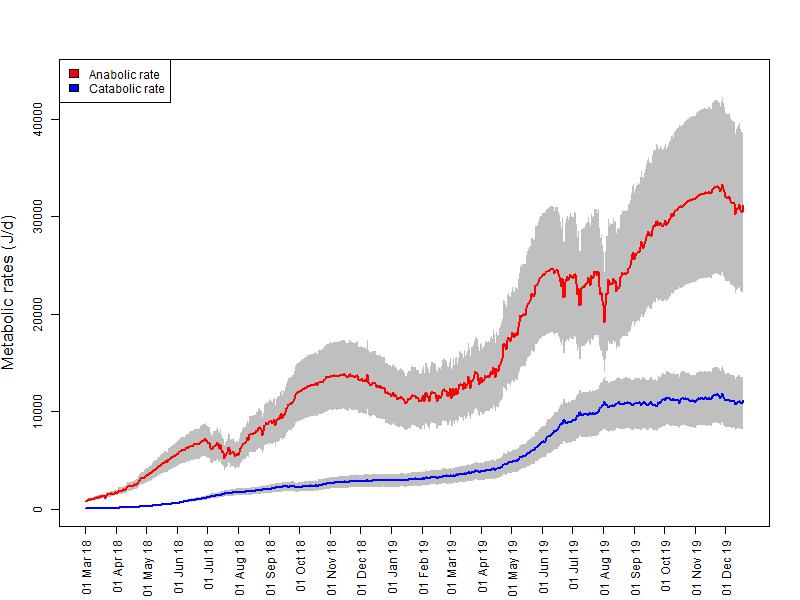 Anabolic rate
Catabolic rate
Metabolic rates (J/d)
40000
30000
20000
10000
0
01 Mar 18
01 Apr 18
01 May 18
01 Jun 18
01 Jul 18
01 Aug 18
01 Sep 18
01 Oct 18
01 Nov 18
01 Dec 18
01 Jan 19
01 Feb 19
01 Mar 19
01 Apr 19
01 May 19
01 Jun 19
01 Jul 19
01 Aug 19
01 Sep 19
01 Oct 19
01 Nov 19
01 Dec 19